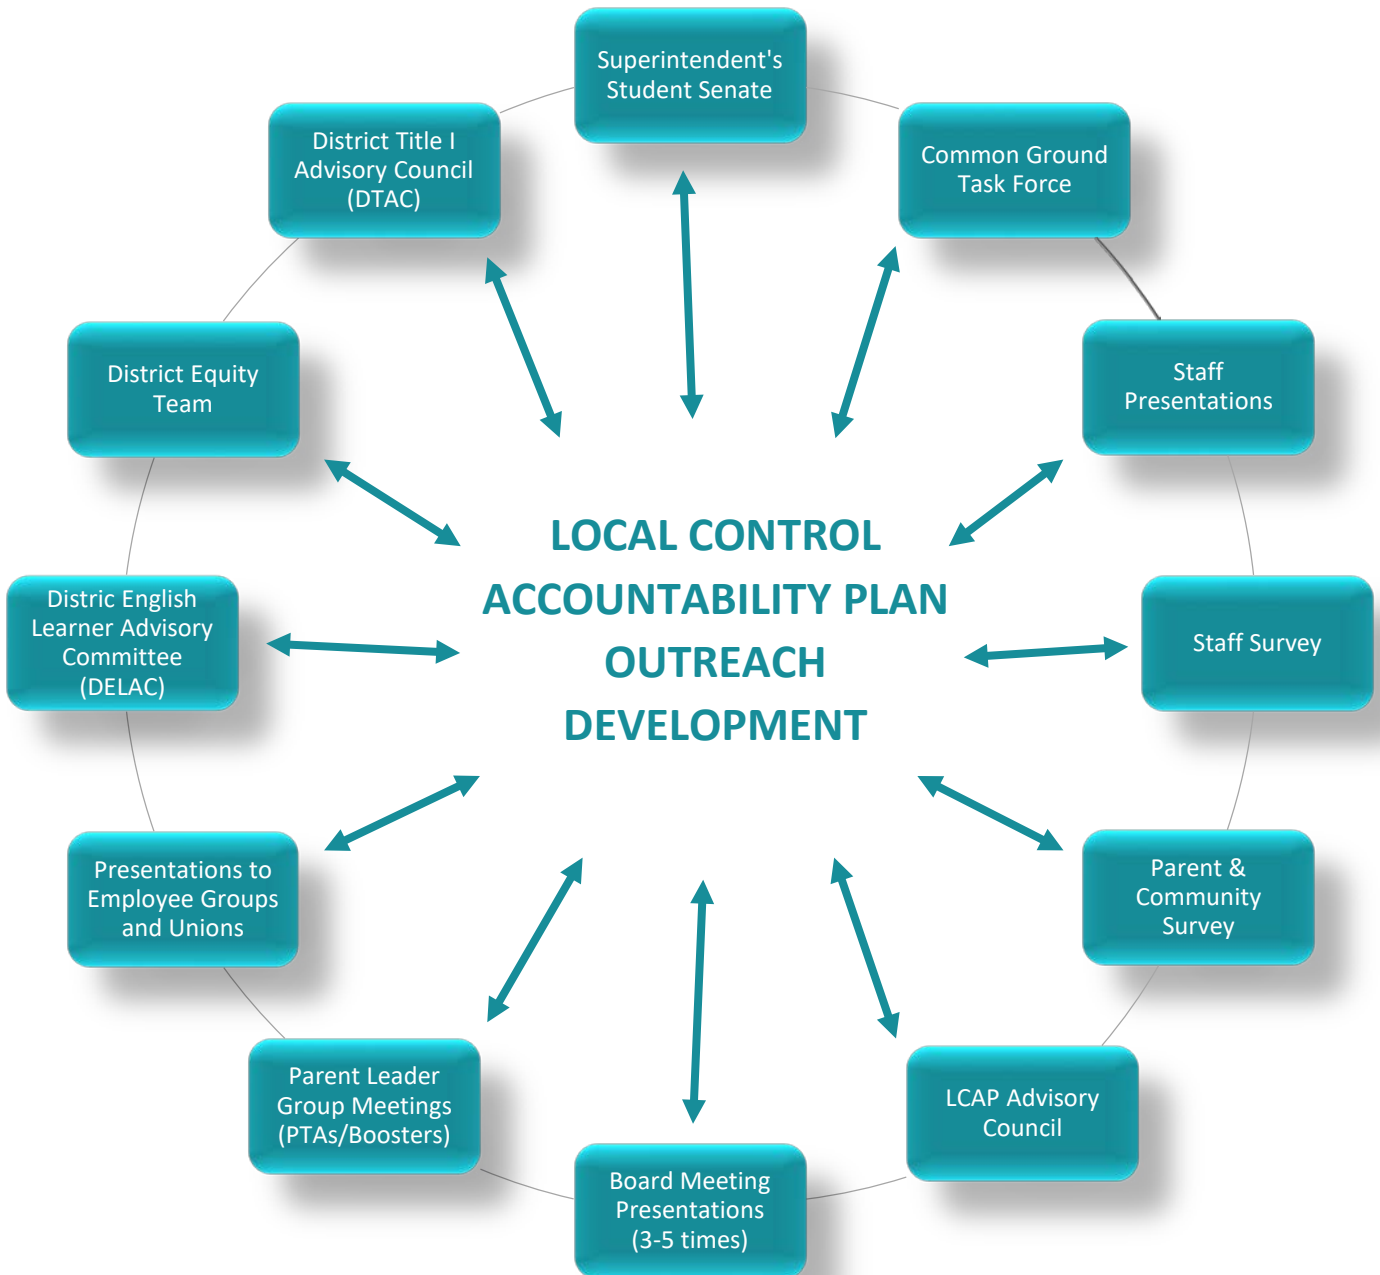 Superintendent's
Student Senate
Common Ground
Task Force
Staff
Presentations
Staff Survey
Parent &
Community
Survey
LCAP Advisory
Council
Board Meeting
Presentations
(3-5 times)
Parent Leader
Group Meetings
(PTAs/Boosters)
Presentations to
Employee Groups
and Unions
Distric English
Learner Advisory
Committee
(DELAC)
District Equity
Team
District Title I
Advisory Council
(DTAC)
LOCAL CONTROL
ACCOUNTABILITY PLAN
OUTREACH
DEVELOPMENT